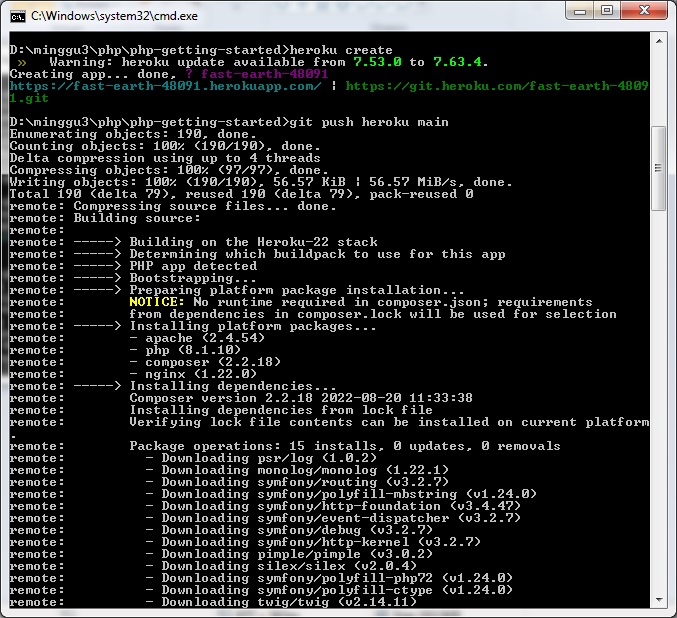 C:\Windows\system32\cmd.exe
D:\minggu3\php\php-getting-started>heroku create
»   Warning: heroku update available from 7.53.0 to 7.63.4.
Creating app... done, ? fast-earth-48091
https://fast-earth-48091.herokuapp.com/ ¦ https://git.heroku.com/fast-earth-4809
1.git
D:\minggu3\php\php-getting-started>git push heroku main
Enumerating objects: 190, done.
Counting objects: 100% (190/190), done.
Delta compression using up to 4 threads
Compressing objects: 100% (97/97), done.
Writing objects: 100% (190/190), 56.57 KiB ¦ 56.57 MiB/s, done.
Total 190 (delta 79), reused 190 (delta 79), pack-reused 0
remote: Compressing source files... done.
remote: Building source:
remote:
remote: -----> Building on the Heroku-22 stack
remote: -----> Determining which buildpack to use for this app
remote: -----> PHP app detected
remote: -----> Bootstrapping...
remote: -----> Preparing platform package installation...
remote:        NOTICE: No runtime required in composer.json; requirements
remote:        from dependencies in composer.lock will be used for selection
remote: -----> Installing platform packages...
remote:        - apache (2.4.54)
remote:        - php (8.1.10)
remote:        - composer (2.2.18)
remote:        - nginx (1.22.0)
remote: -----> Installing dependencies...
remote:        Composer version 2.2.18 2022-08-20 11:33:38
remote:        Installing dependencies from lock file
remote:        Verifying lock file contents can be installed on current platform
.
remote:        Package operations: 15 installs, 0 updates, 0 removals
remote:          - Downloading psr/log (1.0.2)
remote:          - Downloading monolog/monolog (1.22.1)
remote:          - Downloading symfony/routing (v3.2.7)
remote:          - Downloading symfony/polyfill-mbstring (v1.24.0)
remote:          - Downloading symfony/http-foundation (v3.4.47)
remote:          - Downloading symfony/event-dispatcher (v3.2.7)
remote:          - Downloading symfony/debug (v3.2.7)
remote:          - Downloading symfony/http-kernel (v3.2.7)
remote:          - Downloading pimple/pimple (v3.0.2)
remote:          - Downloading silex/silex (v2.0.4)
remote:          - Downloading symfony/polyfill-php72 (v1.24.0)
remote:          - Downloading symfony/polyfill-ctype (v1.24.0)
remote:          - Downloading twig/twig (v2.14.11)